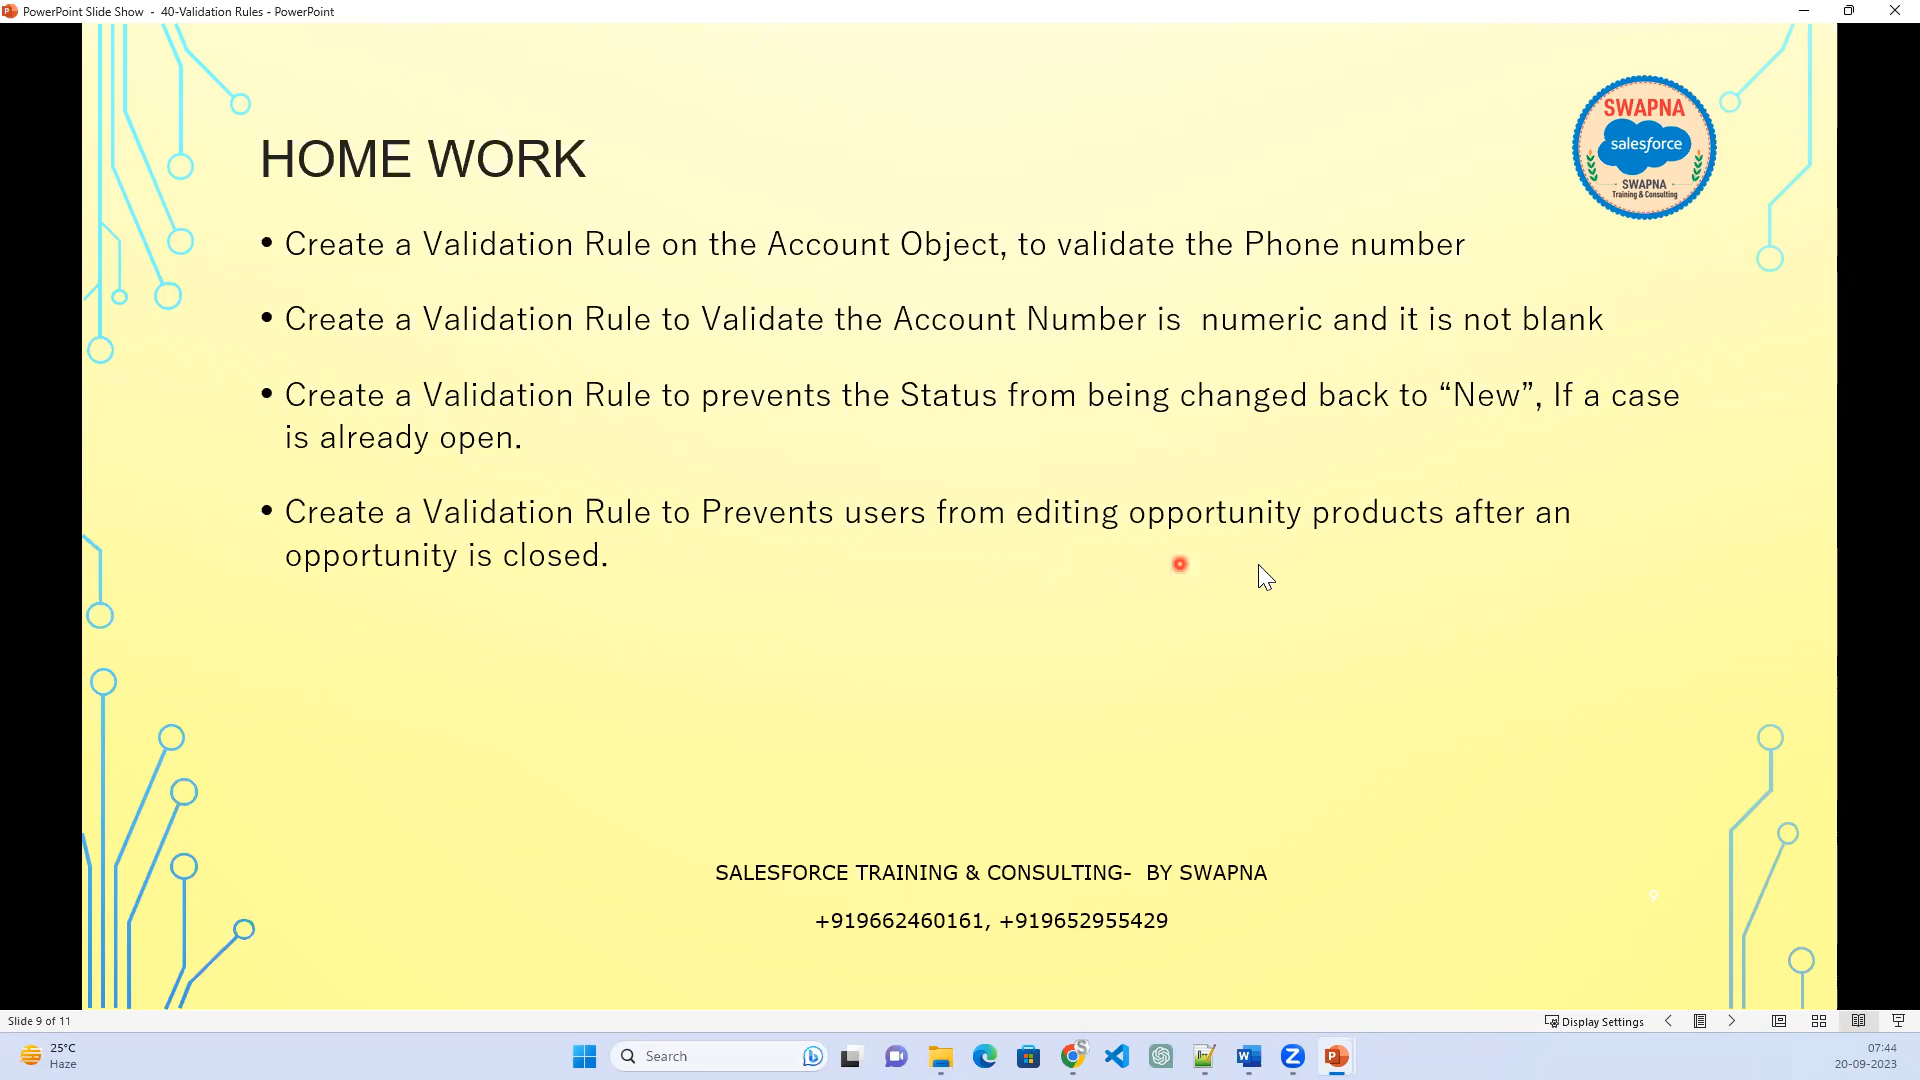 PowerPoint Slide Show - 40-Validation Rules - PowerPoint
SWAPNA
salesforce
SWAPNA
Training & Consulting
HOME WORK
• Create a Validation Rule on the Account Object, to validate the Phone number
• Create a Validation Rule to Validate the Account Number is numeric and it is not blank
• Create a Validation Rule to prevents the Status from being changed back to “New”, If a case
is already open.
• Create a Validation Rule to Prevents users from editing opportunity products after an
opportunity is closed.
SALESFORCE TRAINING & CONSULTING- BY SWAPNA
9
+919662460161, +919652955429
Slide 9 of 11
Display Settings
25°C
Haze
Search
07:44
20-09-2023